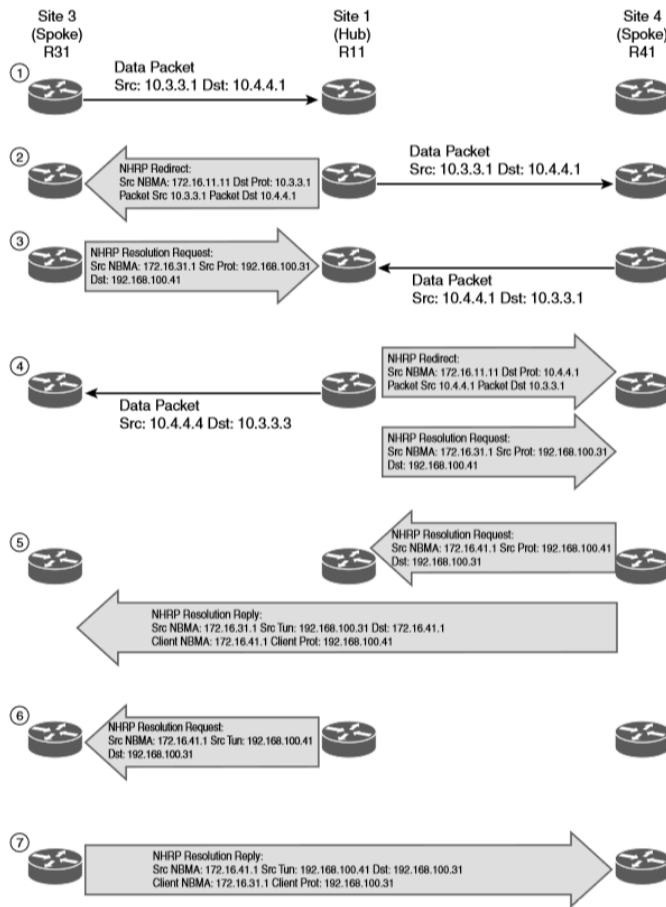 Site 3
(Spoke)
R31
Site 1
(Hub)
R11
Site 4
(Spoke)
R41
1
Data Packet
Src: 10.3.3.1 Dst: 10.4.4.1
2
NHRP Redirect:
Src NBMA: 172.16.11.11 Dst Prot: 10.3.3.1
Packet Src 10.3.3.1 Packet Dst 10.4.4.1
Data Packet
Src: 10.3.3.1 Dst: 10.4.4.1
3
NHRP Resolution Request:
Src NBMA: 172.16.31.1 Src Prot: 192.168.100.31
Dst: 192.168.100.41
Data Packet
Src: 10.4.4.1 Dst: 10.3.3.1
4
Data Packet
Src: 10.4.4.4 Dst: 10.3.3.3
NHRP Redirect:
Src NBMA: 172.16.11.11 Dst Prot: 10.4.4.1
Packet Src 10.4.4.1 Packet Dst 10.3.3.1
NHRP Resolution Request:
Src NBMA: 172.16.31.1 Src Prot: 192.168.100.31
Dst: 192.168.100.41
5
NHRP Resolution Request:
Src NBMA: 172.16.41.1 Src Prot: 192.168.100.41
Dst: 192.168.100.31
NHRP Resolution Reply:
Src NBMA: 172.16.31.1 Src Tun: 192.168.100.31 Dst: 172.16.41.1
Client NBMA: 172.16.41.1 Client Prot: 192.168.100.41
6
NHRP Resolution Request:
Src NBMA: 172.16.41.1 Src Tun: 192.168.100.41
Dst: 192.168.100.31
7
NHRP Resolution Reply:
Src NBMA: 172.16.41.1 Src Tun: 192.168.100.41 Dst: 192.168.100.31
Client NBMA: 172.16.31.1 Client Prot: 192.168.100.31